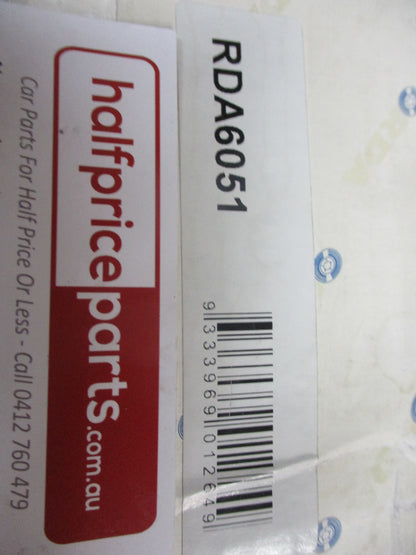 RDA6051
9 333969 012649
halfpriceparts.com.au
Car Parts For Half Price Or Less - Call 0412 760 479